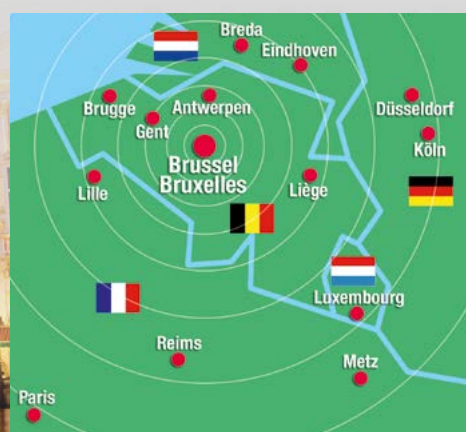 Breda
Eindhoven
Brugge
Antwerpen
Düsseldorf
Gent
Köln
Brussel
Bruxelles
Lille
Liège
Luxembourg
Reims
Metz
Paris